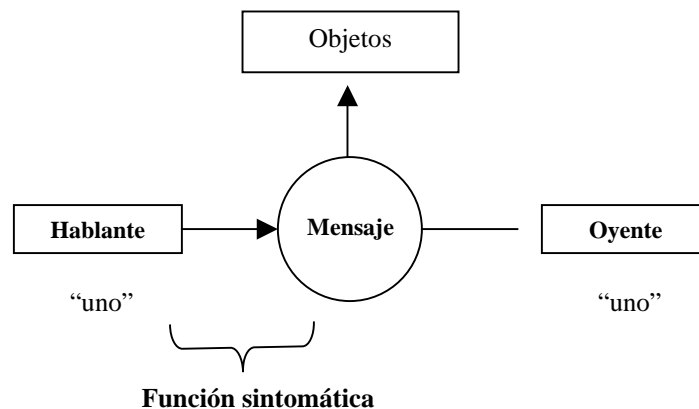 Objetos
Hablante
Mensaje
Oyente
“uno”
“uno”
Función sintomática